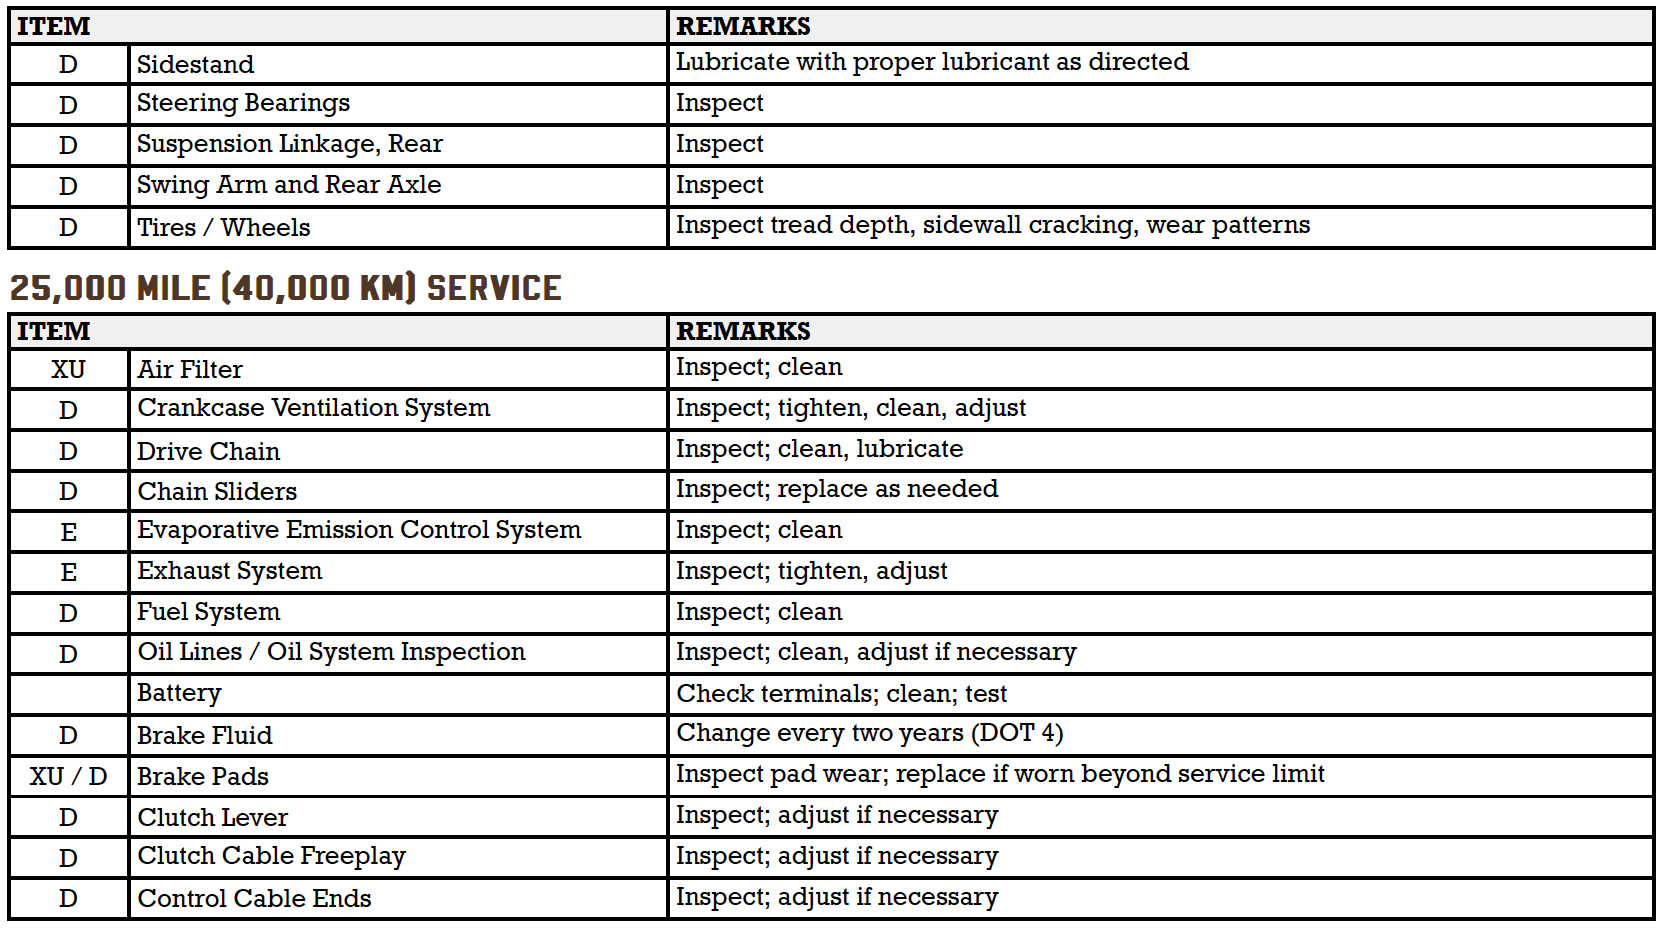 ITEM REMARKS
D Sidestand Lubricate with proper lubricant as directed
D Steering Bearings Inspect
D Suspension Linkage, Rear Inspect
D Swing Arm and Rear Axle Inspect
D Tires / Wheels Inspect tread depth, sidewall cracking, wear patterns
25,000 MILE (40,000 KM) SERVICE
ITEM REMARKS
XU Air Filter Inspect; clean
D Crankcase Ventilation System Inspect; tighten, clean, adjust
D Drive Chain Inspect; clean, lubricate
D Chain Sliders Inspect; replace as needed
E Evaporative Emission Control System Inspect; clean
E Exhaust System Inspect; tighten, adjust
D Fuel System Inspect; clean
D Oil Lines / Oil System Inspection Inspect; clean, adjust if necessary
Battery Check terminals; clean; test
D Brake Fluid Change every two years (DOT 4)
XU / D Brake Pads Inspect pad wear; replace if worn beyond service limit
D Clutch Lever Inspect; adjust if necessary
D Clutch Cable Freeplay Inspect; adjust if necessary
D Control Cable Ends Inspect; adjust if necessary